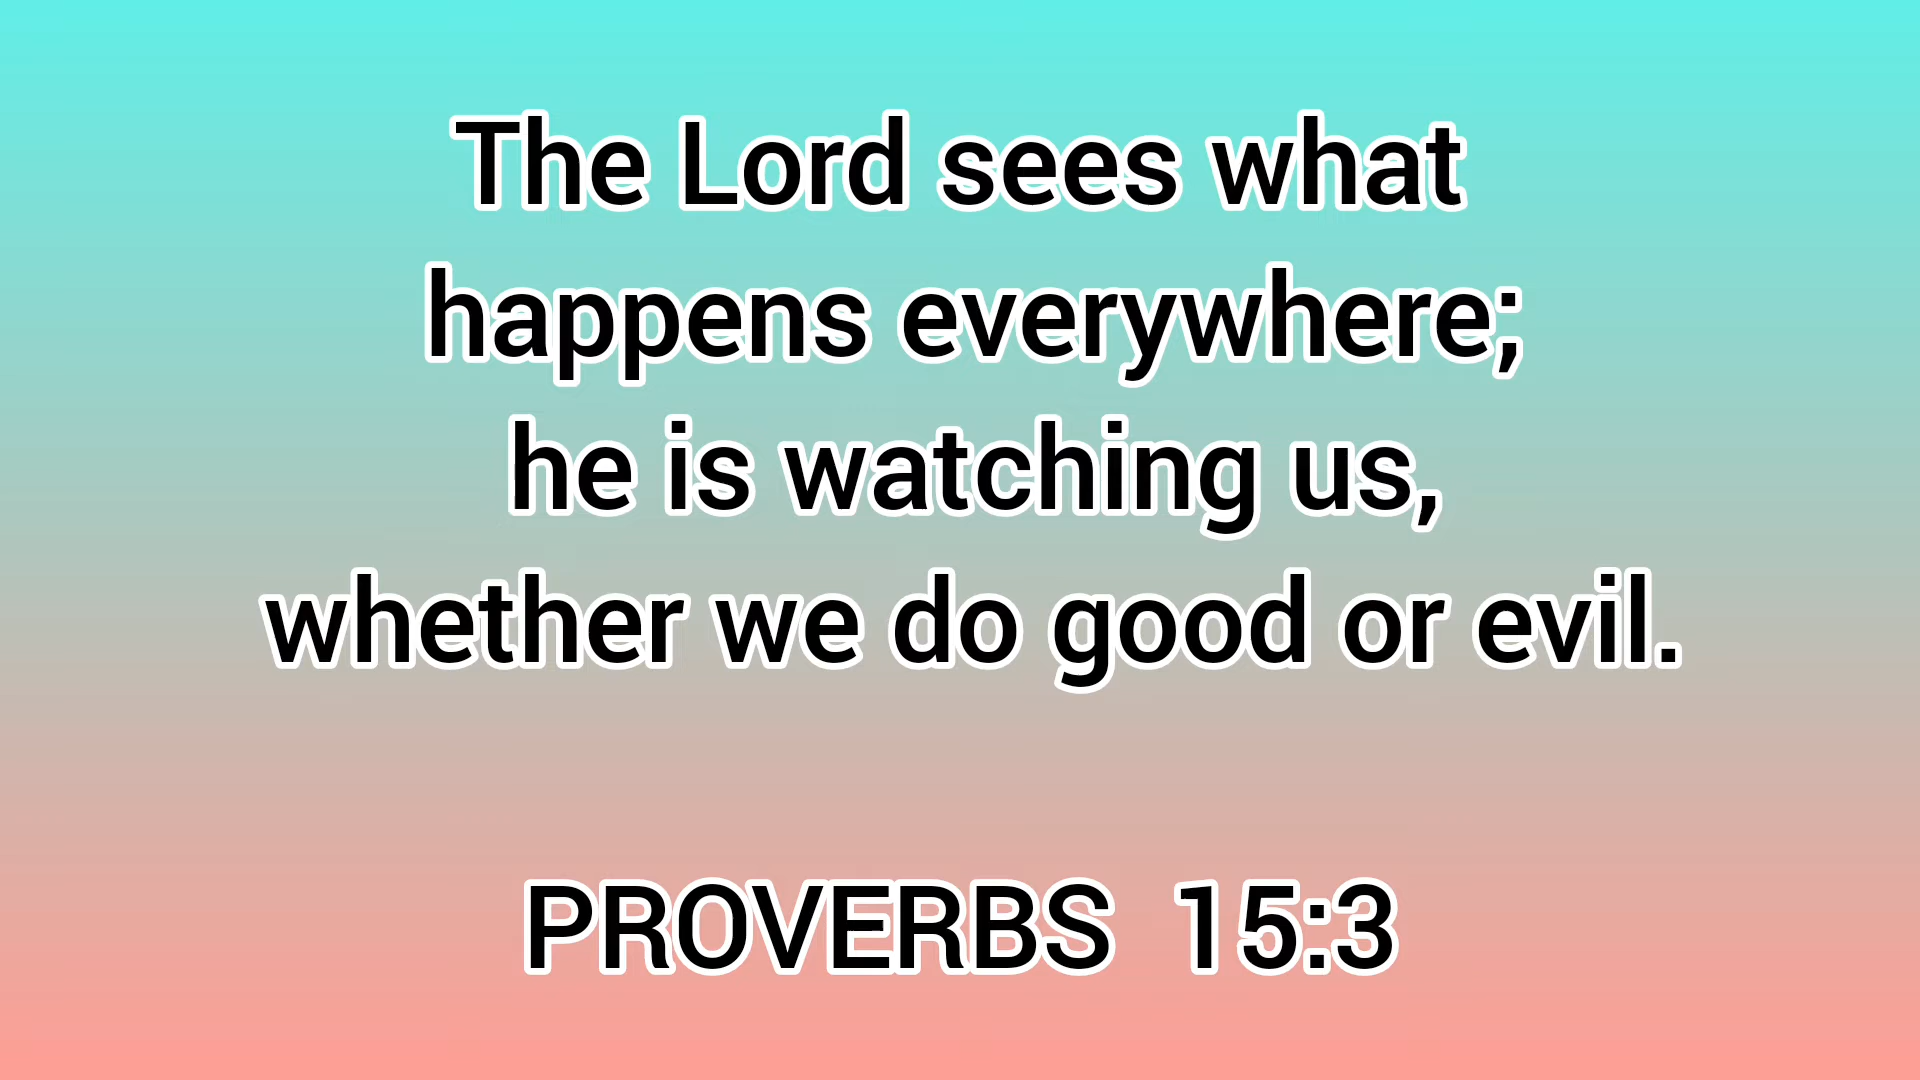 The Lord sees what
happens everywhere;
he is watching us,
whether we do good or evil.
PROVERBS  15:3